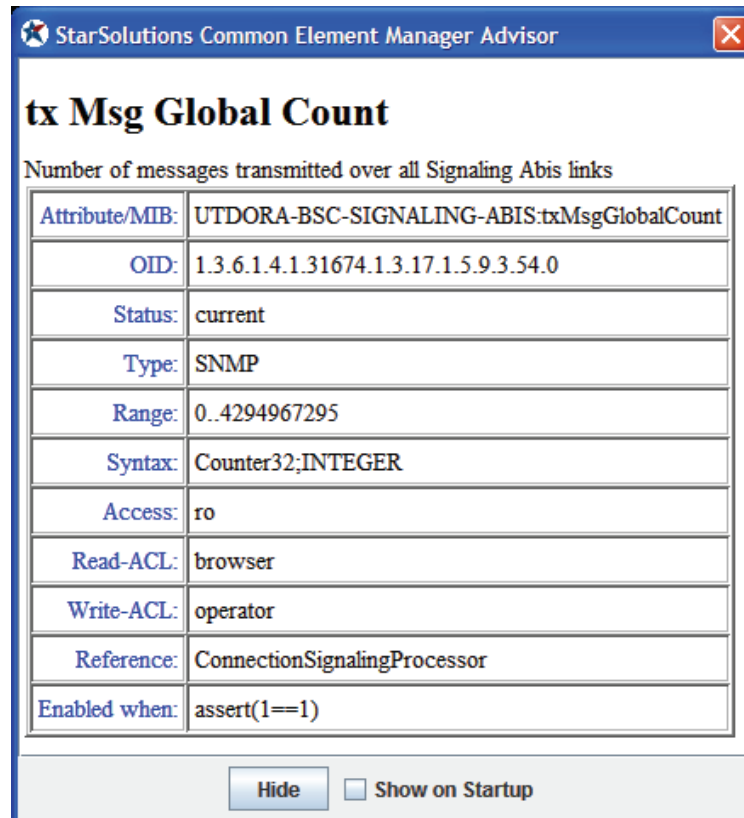 StarSolutions Common Element Manager Advisor
tx Msg Global Count
Number of messages transmitted over all Signaling Abis links
Attribute/MIB: UTDORA-BSC-SIGNALING-ABIS:txMsgGlobalCount
OID: 1.3.6.1.4.1.31674.1.3.17.1.5.9.3.54.0
Status: current
Type: SNMP
Range: 0..4294967295
Syntax: Counter32;INTEGER
Access: ro
Read-ACL: browser
Write-ACL: operator
Reference: ConnectionSignalingProcessor
Enabled when: assert(1==1)
Hide Show on Startup